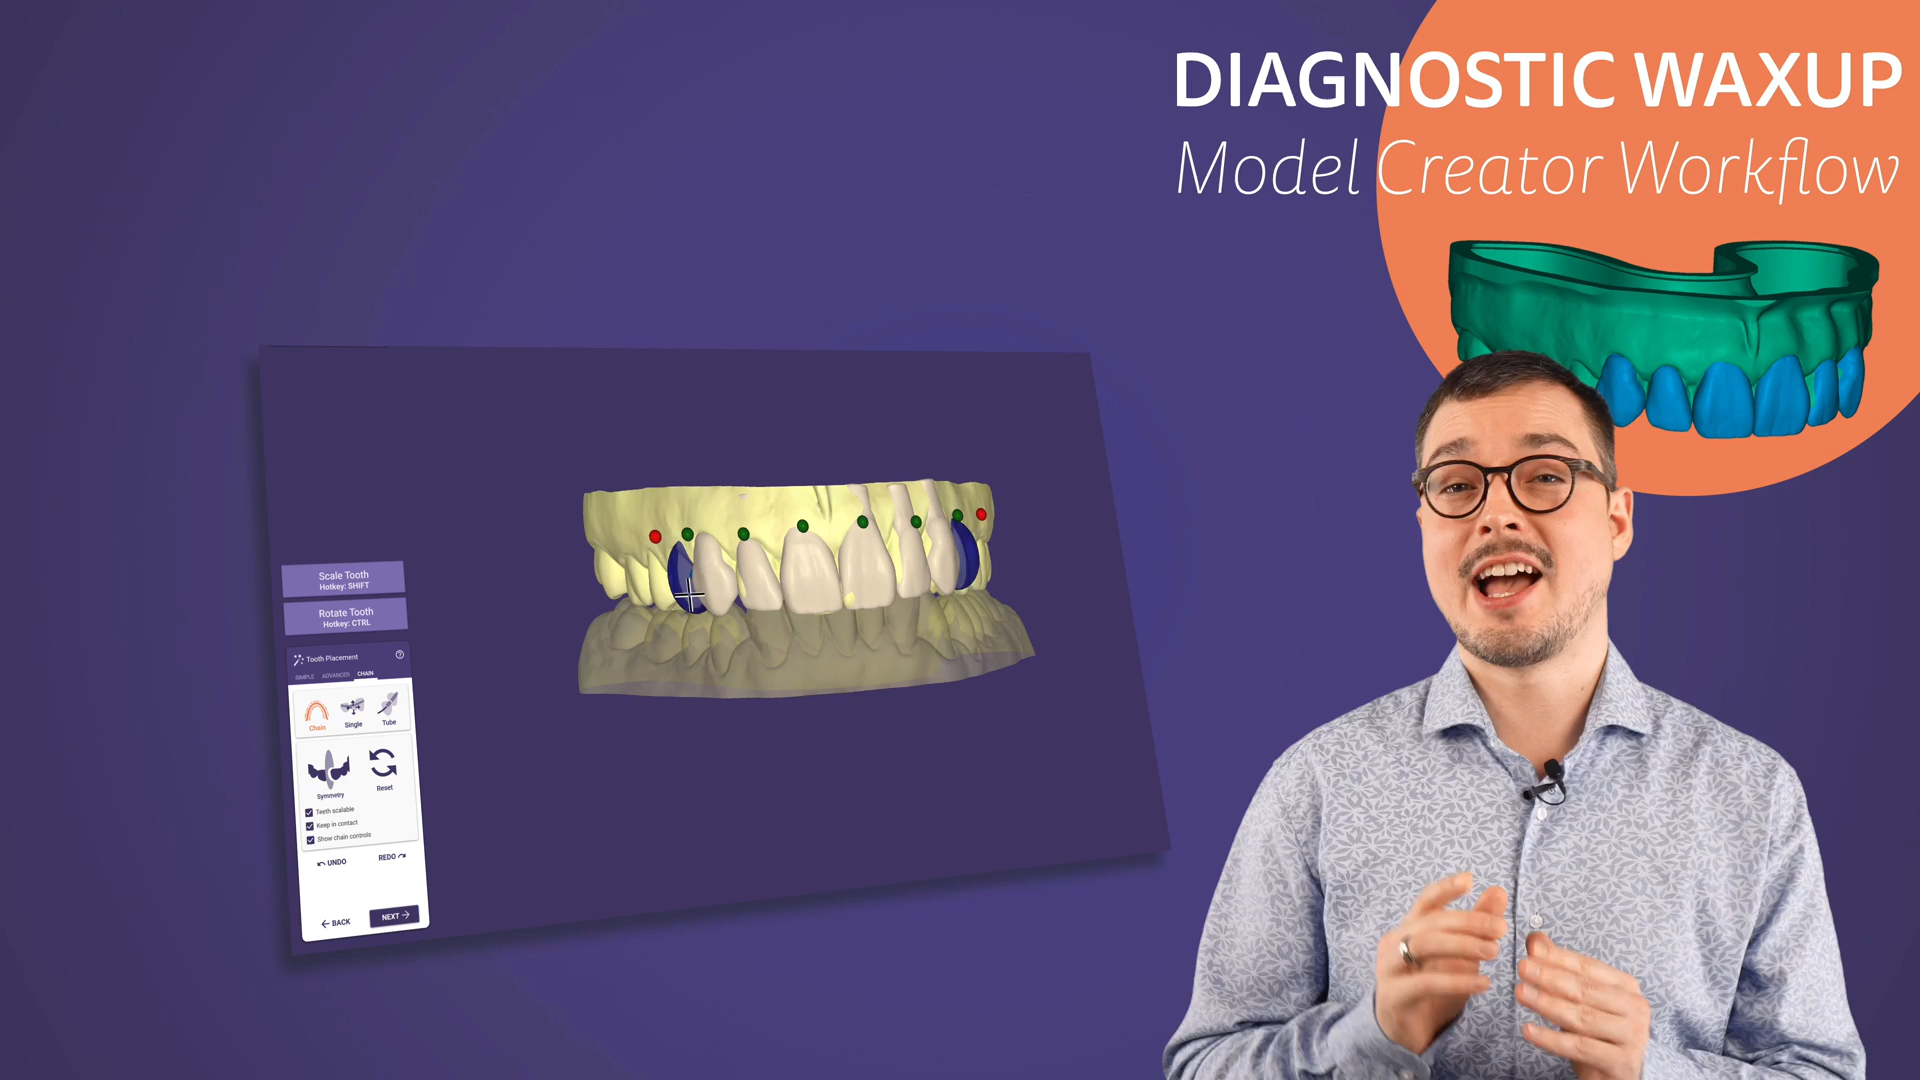 DIAGNOSTIC WAXUP
Model Creator Workflow
Scale Tooth
Hotkey: SHIFT
Rotate Tooth
Hotkey: CTRL
Tooth Placement
SIMPLE ADVANCED CHAIN
Chain Single Tube
Symmetry Reset
Teeth scalable
Keep in contact
Show chain controls
UNDO REDO
BACK NEXT